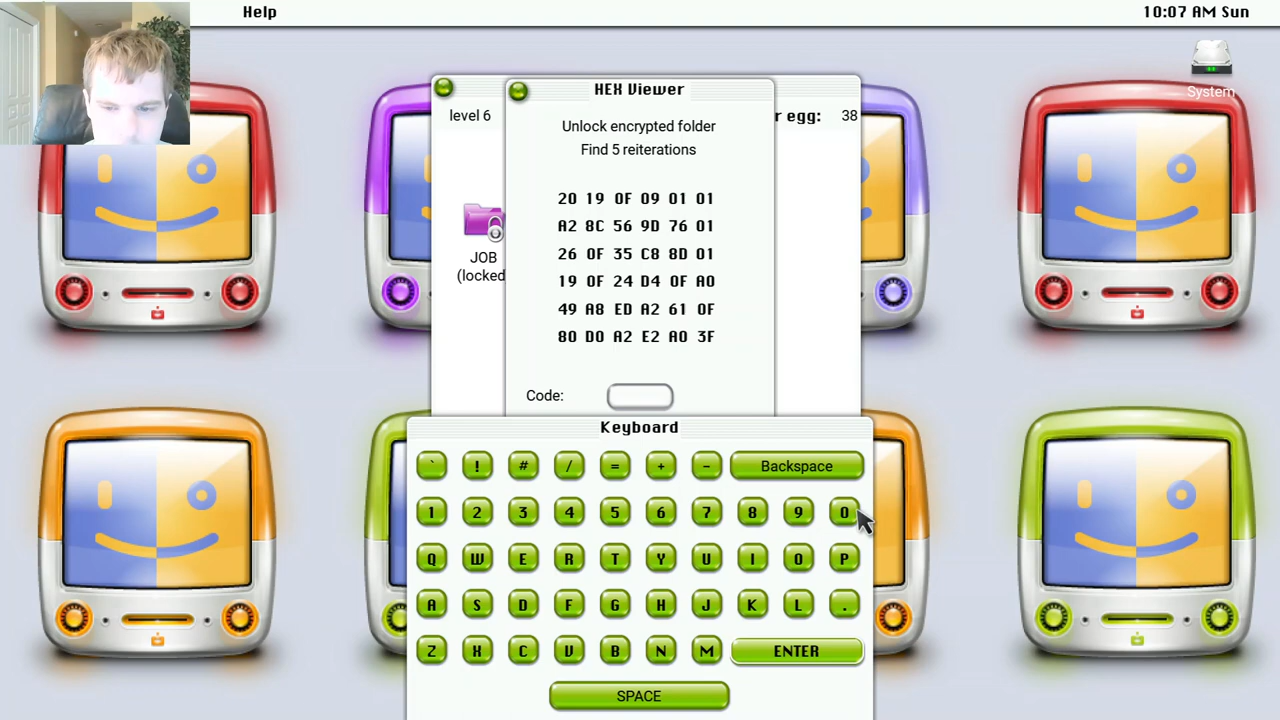 Help
10:07 AM Sun
System
HEX Viewer
level 6
r egg: 38
Unlock encrypted folder
Find 5 reiterations
20 19 0F 09 01 01
A2 8C 56 9D 76 01
26 0F 35 C8 8D 01
19 0F 24 D4 0F A0
49 A8 ED A2 61 0F
80 D0 A2 E2 A0 3F
JOB
(locked
Code:
Keyboard
` ! # / = + - Backspace
1 2 3 4 5 6 7 8 9 0
Q W E R T Y U I O P
A S D F G H J K L .
Z X C V B N M ENTER
SPACE